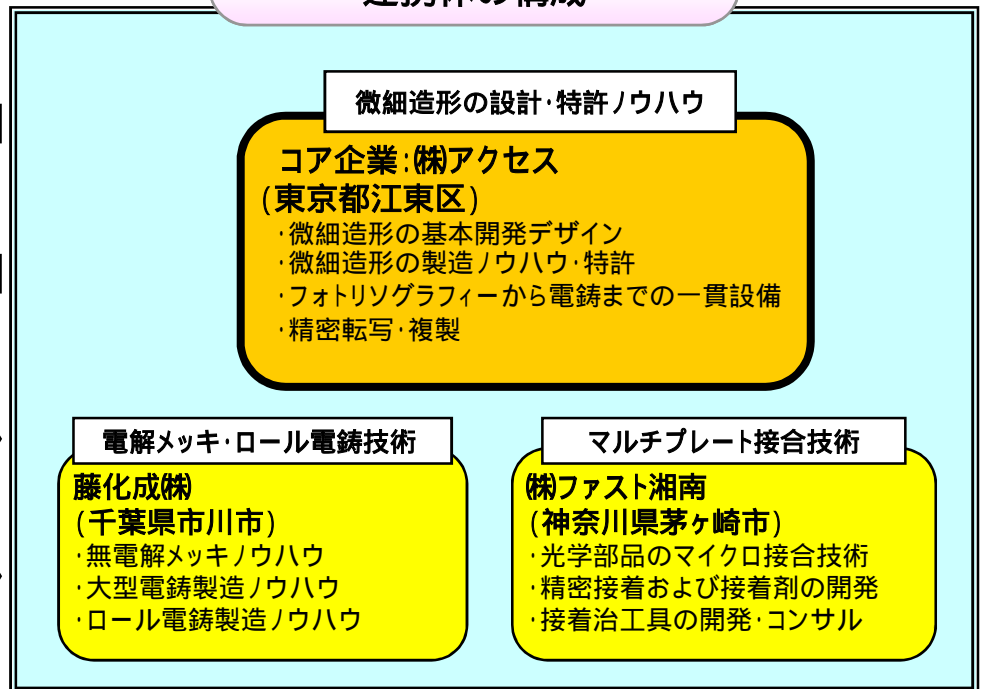 連携体の構成
微細造形の設計･特許ノウハウ
コア企業:㈱アクセス
(東京都江東区)
･微細造形の基本開発デザイン
･微細造形の製造ノウハウ･特許
･フォトリソグラフィーから電鋳までの一貫設備
･精密転写･複製
電解メッキ･ロール電鋳技術
藤化成㈱
(千葉県市川市)
･無電解メッキノウハウ
･大型電鋳製造ノウハウ
･ロール電鋳製造ノウハウ
マルチプレート接合技術
㈱ファスト湘南
(神奈川県茅ヶ崎市)
･光学部品のマイクロ接合技術
･精密接着および接着剤の開発
･接着治工具の開発･コンサル